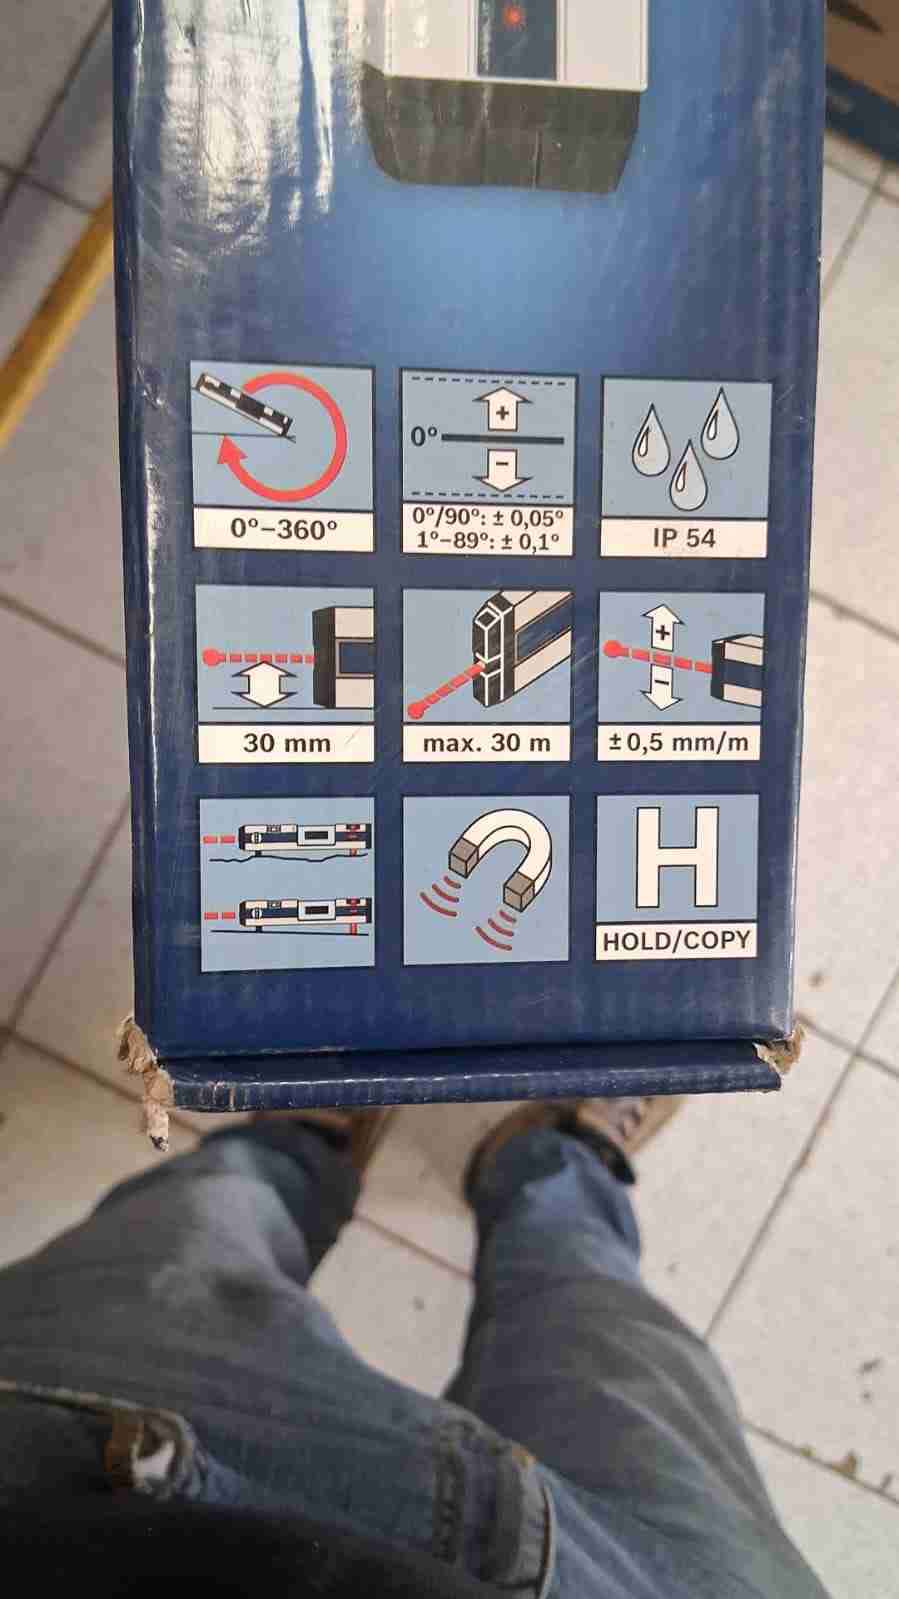 0°
+
-
0°–360°
0°/90°: ± 0,05°
1°–89°: ± 0,1°
IP 54
+
-
30 mm
max. 30 m
± 0,5 mm/m
H
HOLD/COPY